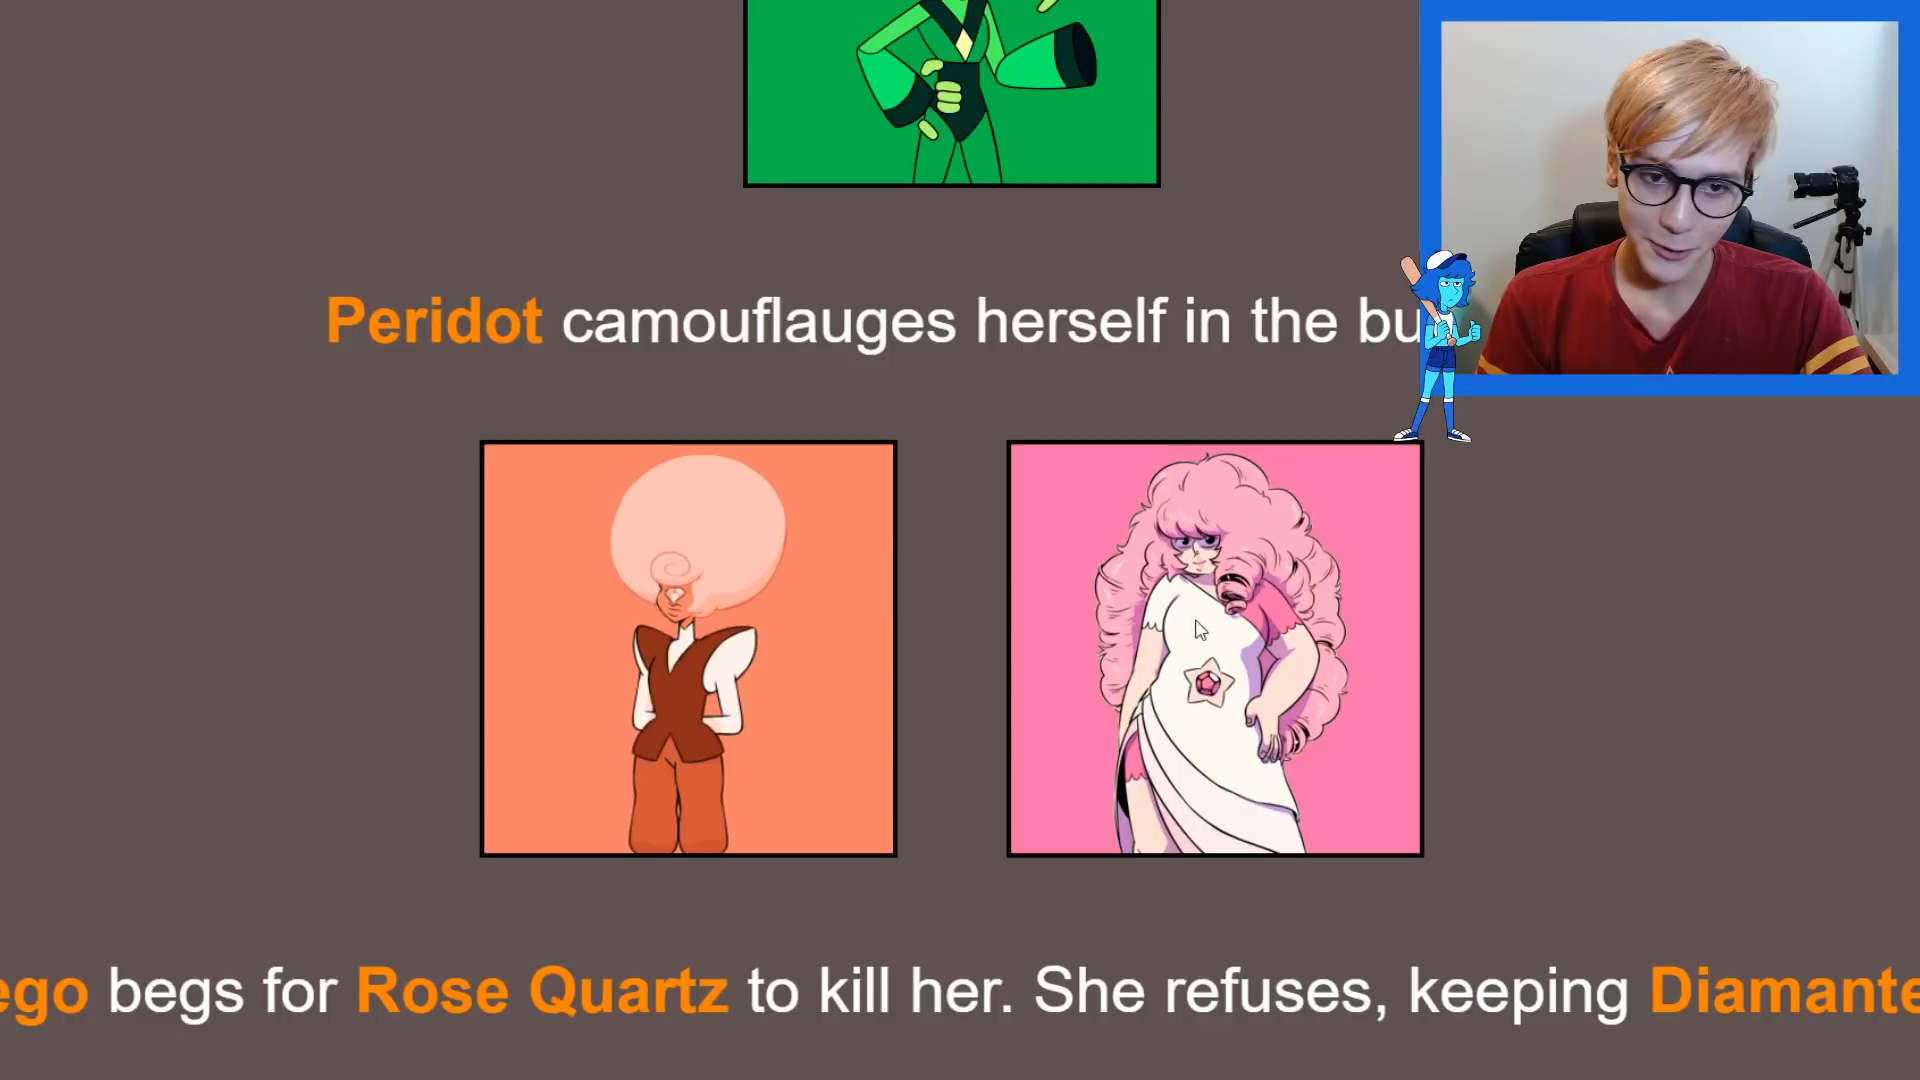 Peridot camouflauges herself in the bu
ego begs for Rose Quartz to kill her. She refuses, keeping Diamante